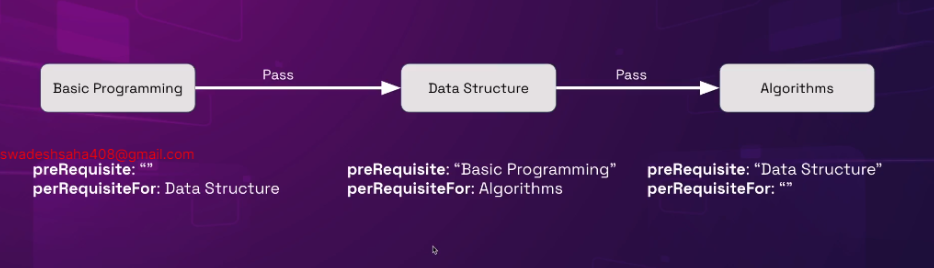 Pass
Pass
Basic Programming
Data Structure
Algorithms
swadeshsaha408@gmail.com
preRequisite: “”
perRequisiteFor: Data Structure
preRequisite: “Basic Programming”
perRequisiteFor: Algorithms
preRequisite: “Data Structure”
perRequisiteFor: “”